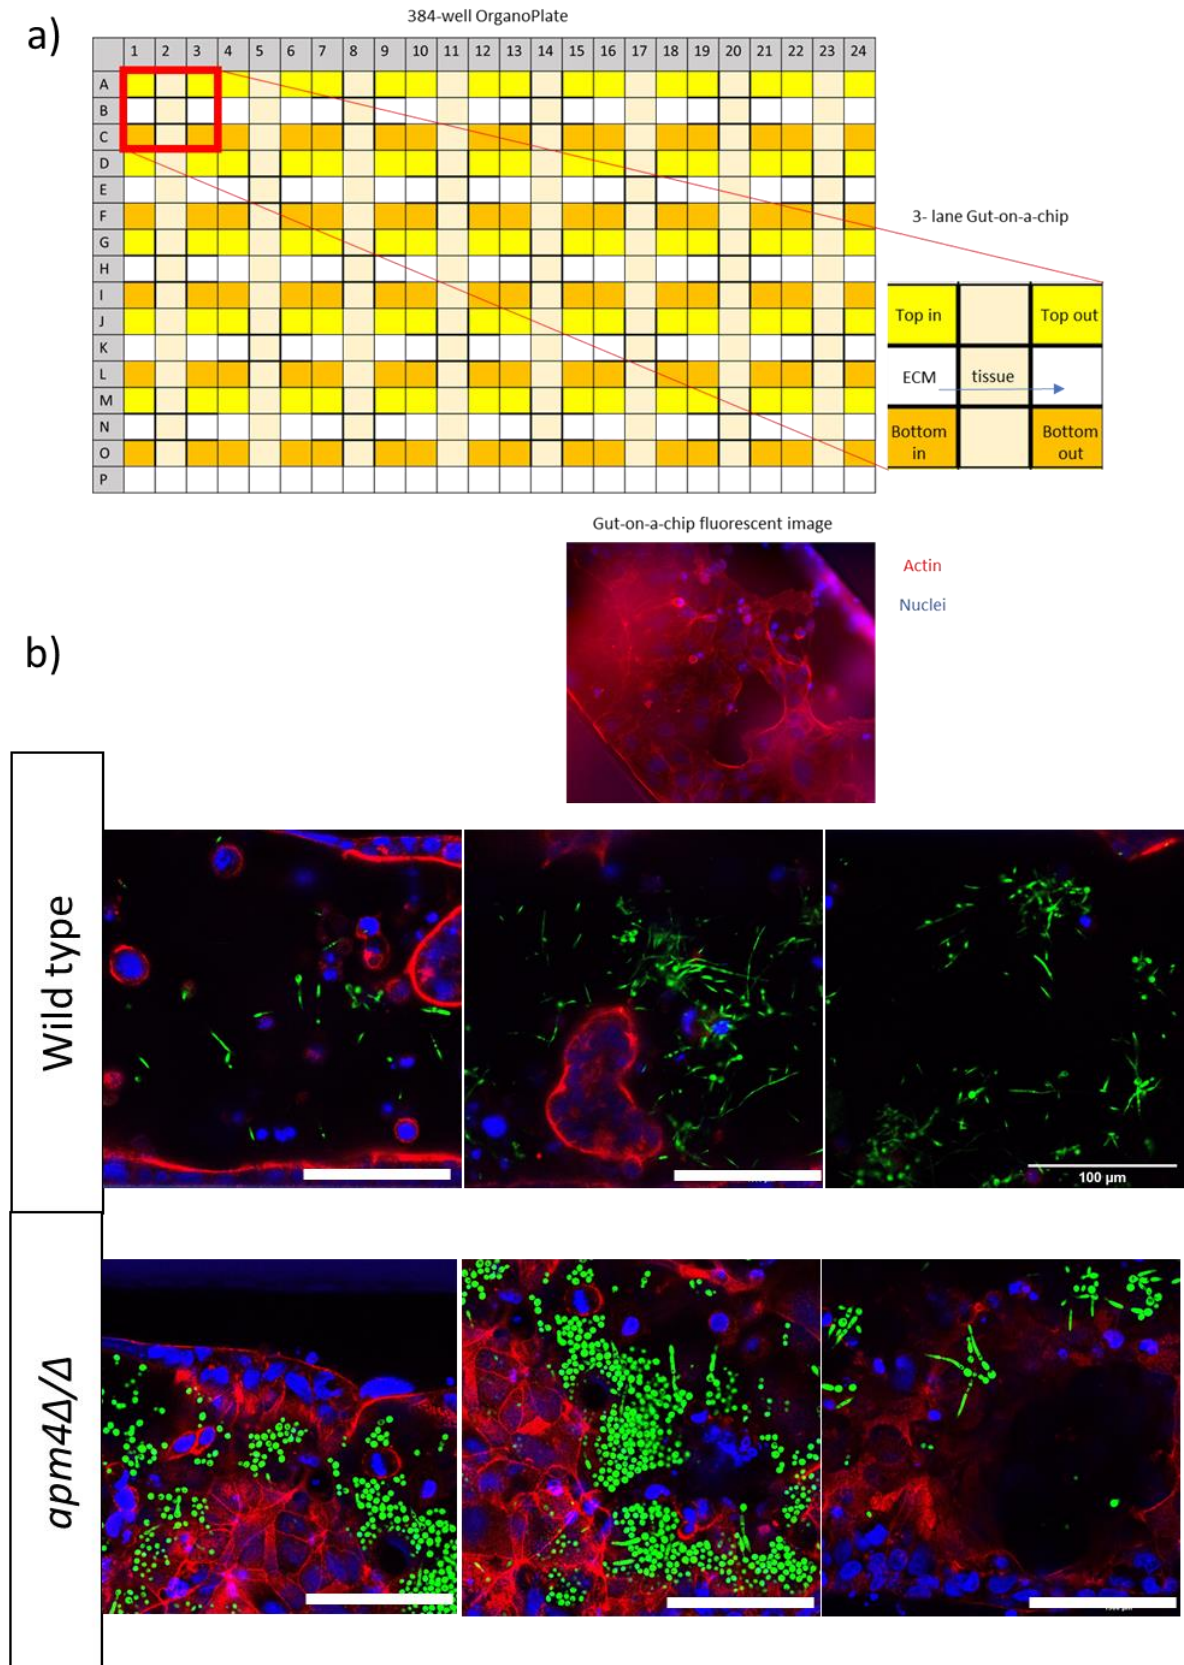 a)
384-well OrganoPlate
1 2 3 4 5 6 7 8 9 10 11 12 13 14 15 16 17 18 19 20 21 22 23 24
A
B
C
D
E
F
G
H
I
J
K
L
M
N
O
P
3- lane Gut-on-a-chip
Top in
Top out
ECM
tissue
Bottom
in
Bottom
out
Gut-on-a-chip fluorescent image
Actin
Nuclei
b)
Wild type
100 µm
apm4Δ/Δ